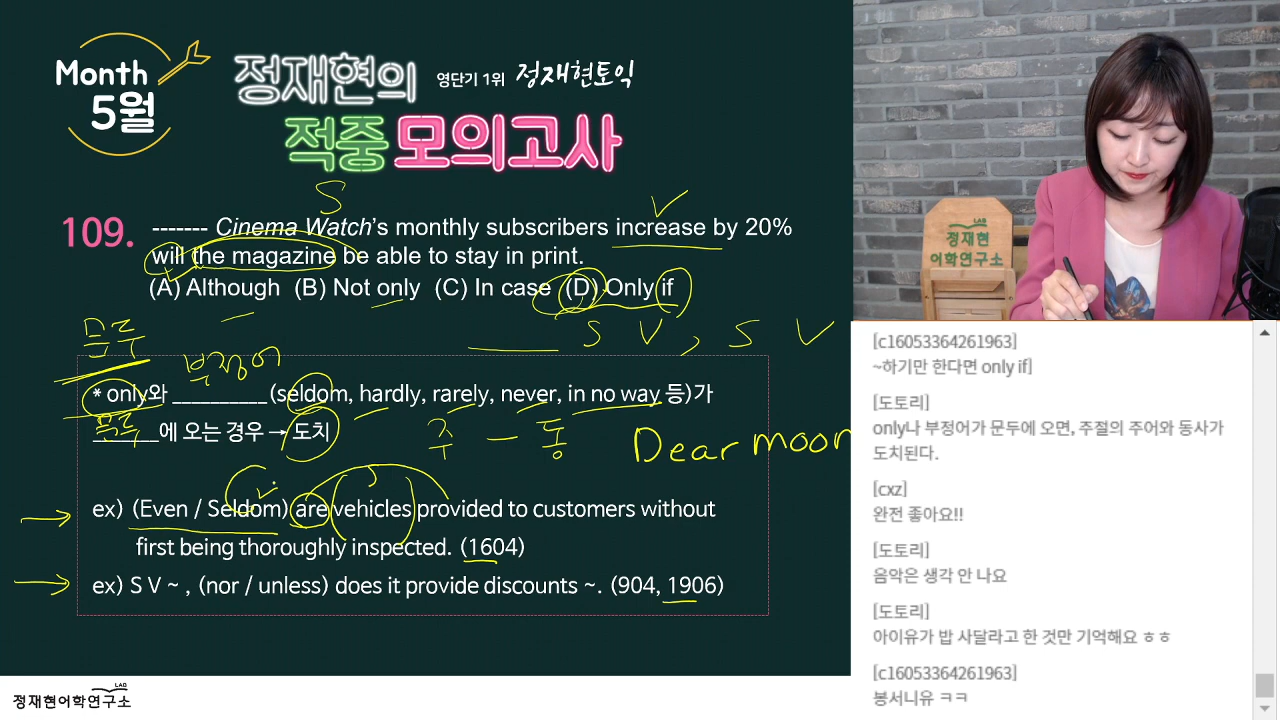 Month
5월
정재현의
영단기 1위 정재현토익
적중 모의고사
S
V
109. ------- Cinema Watch's monthly subscribers increase by 20%
will the magazine be able to stay in print.
(A) Although (B) Not only (C) In case (D) Only if
S V , S V
문두
부정어
* only와 __________(seldom, hardly, rarely, never, in no way 등)가
문두
_______에 오는 경우 → 도치
주 - 동
Dear moon
ex) (Even / Seldom) are vehicles provided to customers without
first being thoroughly inspected. (1604)
ex) S V ~ , (nor / unless) does it provide discounts ~. (904, 1906)
LAB
정재현어학연구소
LAB
정재현
어학연구소
[c16053364261963]
~하기만 한다면 only if]
[도토리]
only나 부정어가 문두에 오면, 주절의 주어와 동사가
도치된다.
[cxz]
완전 좋아요!!
[도토리]
음악은 생각 안 나요
[도토리]
아이유가 밥 사달라고 한 것만 기억해요 ㅎㅎ
[c16053364261963]
봉서니유 ㅋㅋ